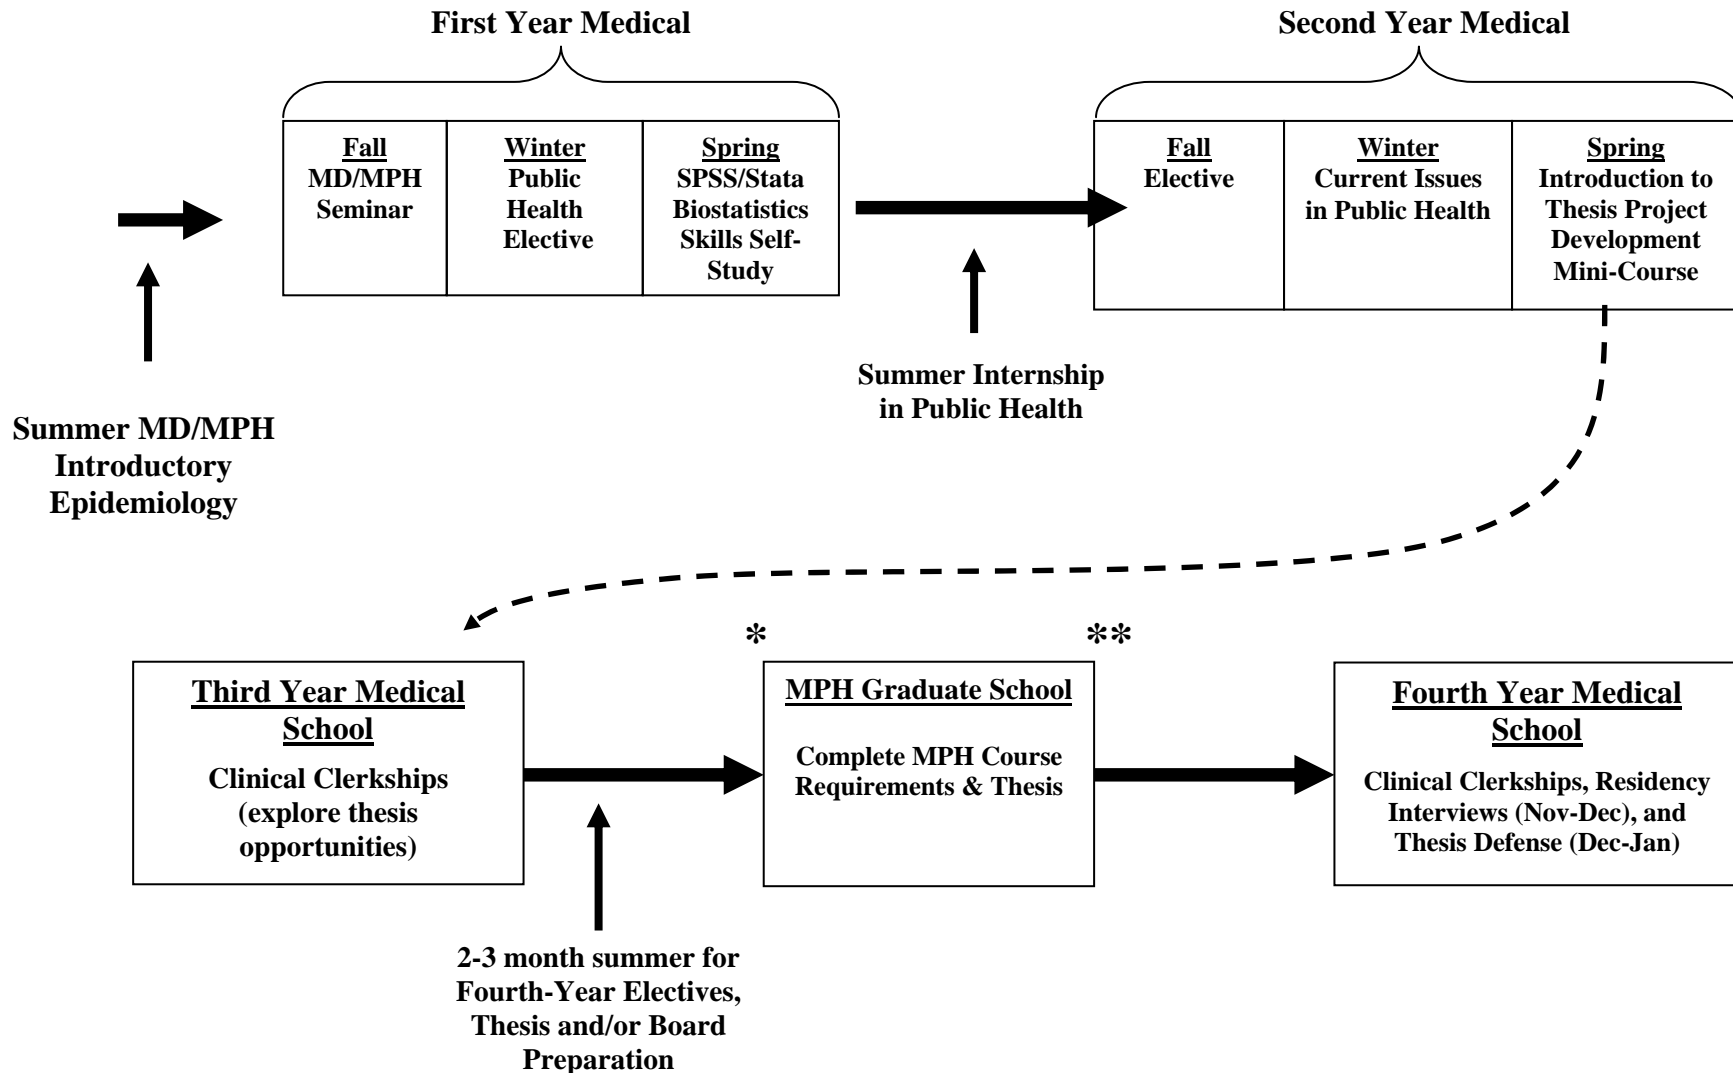 First Year Medical
Second Year Medical
Fall
MD/MPH
Seminar
Winter
Public
Health
Elective
Spring
SPSS/Stata
Biostatistics
Skills Self-
Study
Fall
Elective
Winter
Current Issues
in Public Health
Spring
Introduction to
Thesis Project
Development
Mini-Course
Summer MD/MPH
Introductory
Epidemiology
Summer Internship
in Public Health
*
**
Third Year Medical
School
Clinical Clerkships
(explore thesis
opportunities)
MPH Graduate School
Complete MPH Course
Requirements & Thesis
Fourth Year Medical
School
Clinical Clerkships, Residency
Interviews (Nov-Dec), and
Thesis Defense (Dec-Jan)
2-3 month summer for
Fourth-Year Electives,
Thesis and/or Board
Preparation